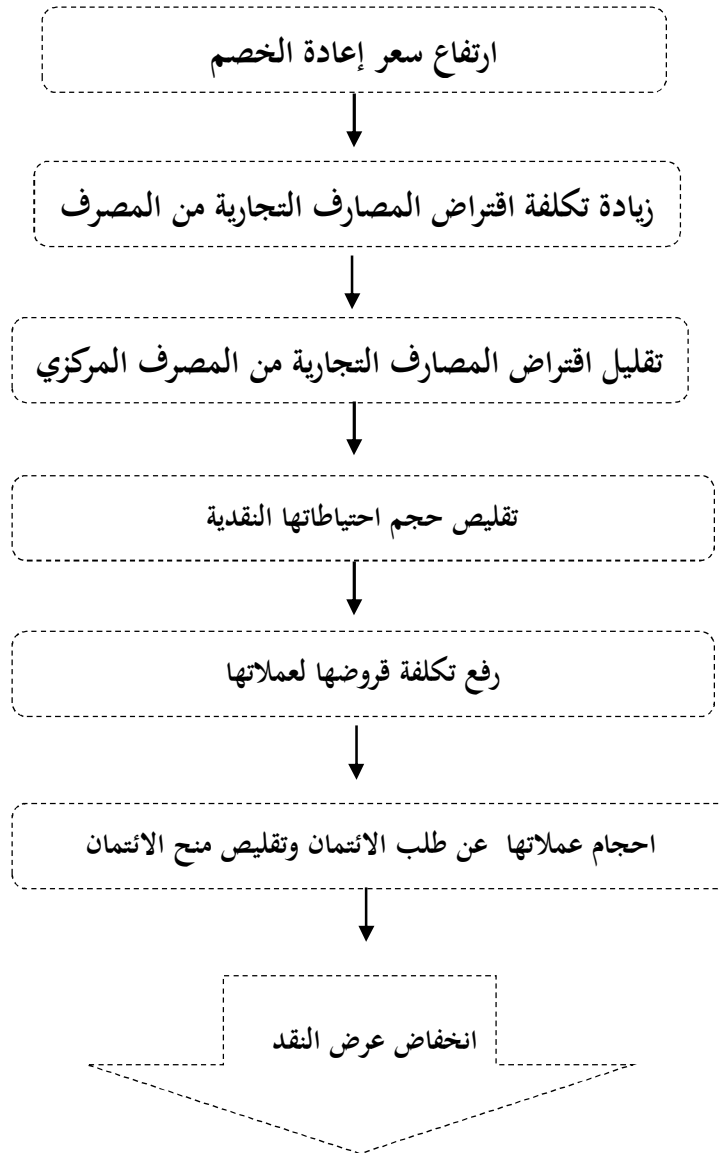 ارتفاع سعر إعادة الخصم
زيادة تكلفة اقتراض المصارف التجارية من المصرف
تقليل اقتراض المصارف التجارية من المصرف المركزي
تقليص حجم احتياطاتها النقدية
رفع تكلفة قروضها لعملاتها
احجام عملاتها عن طلب الائتمان وتقليص منح الائتمان
انخفاض عرض النقد